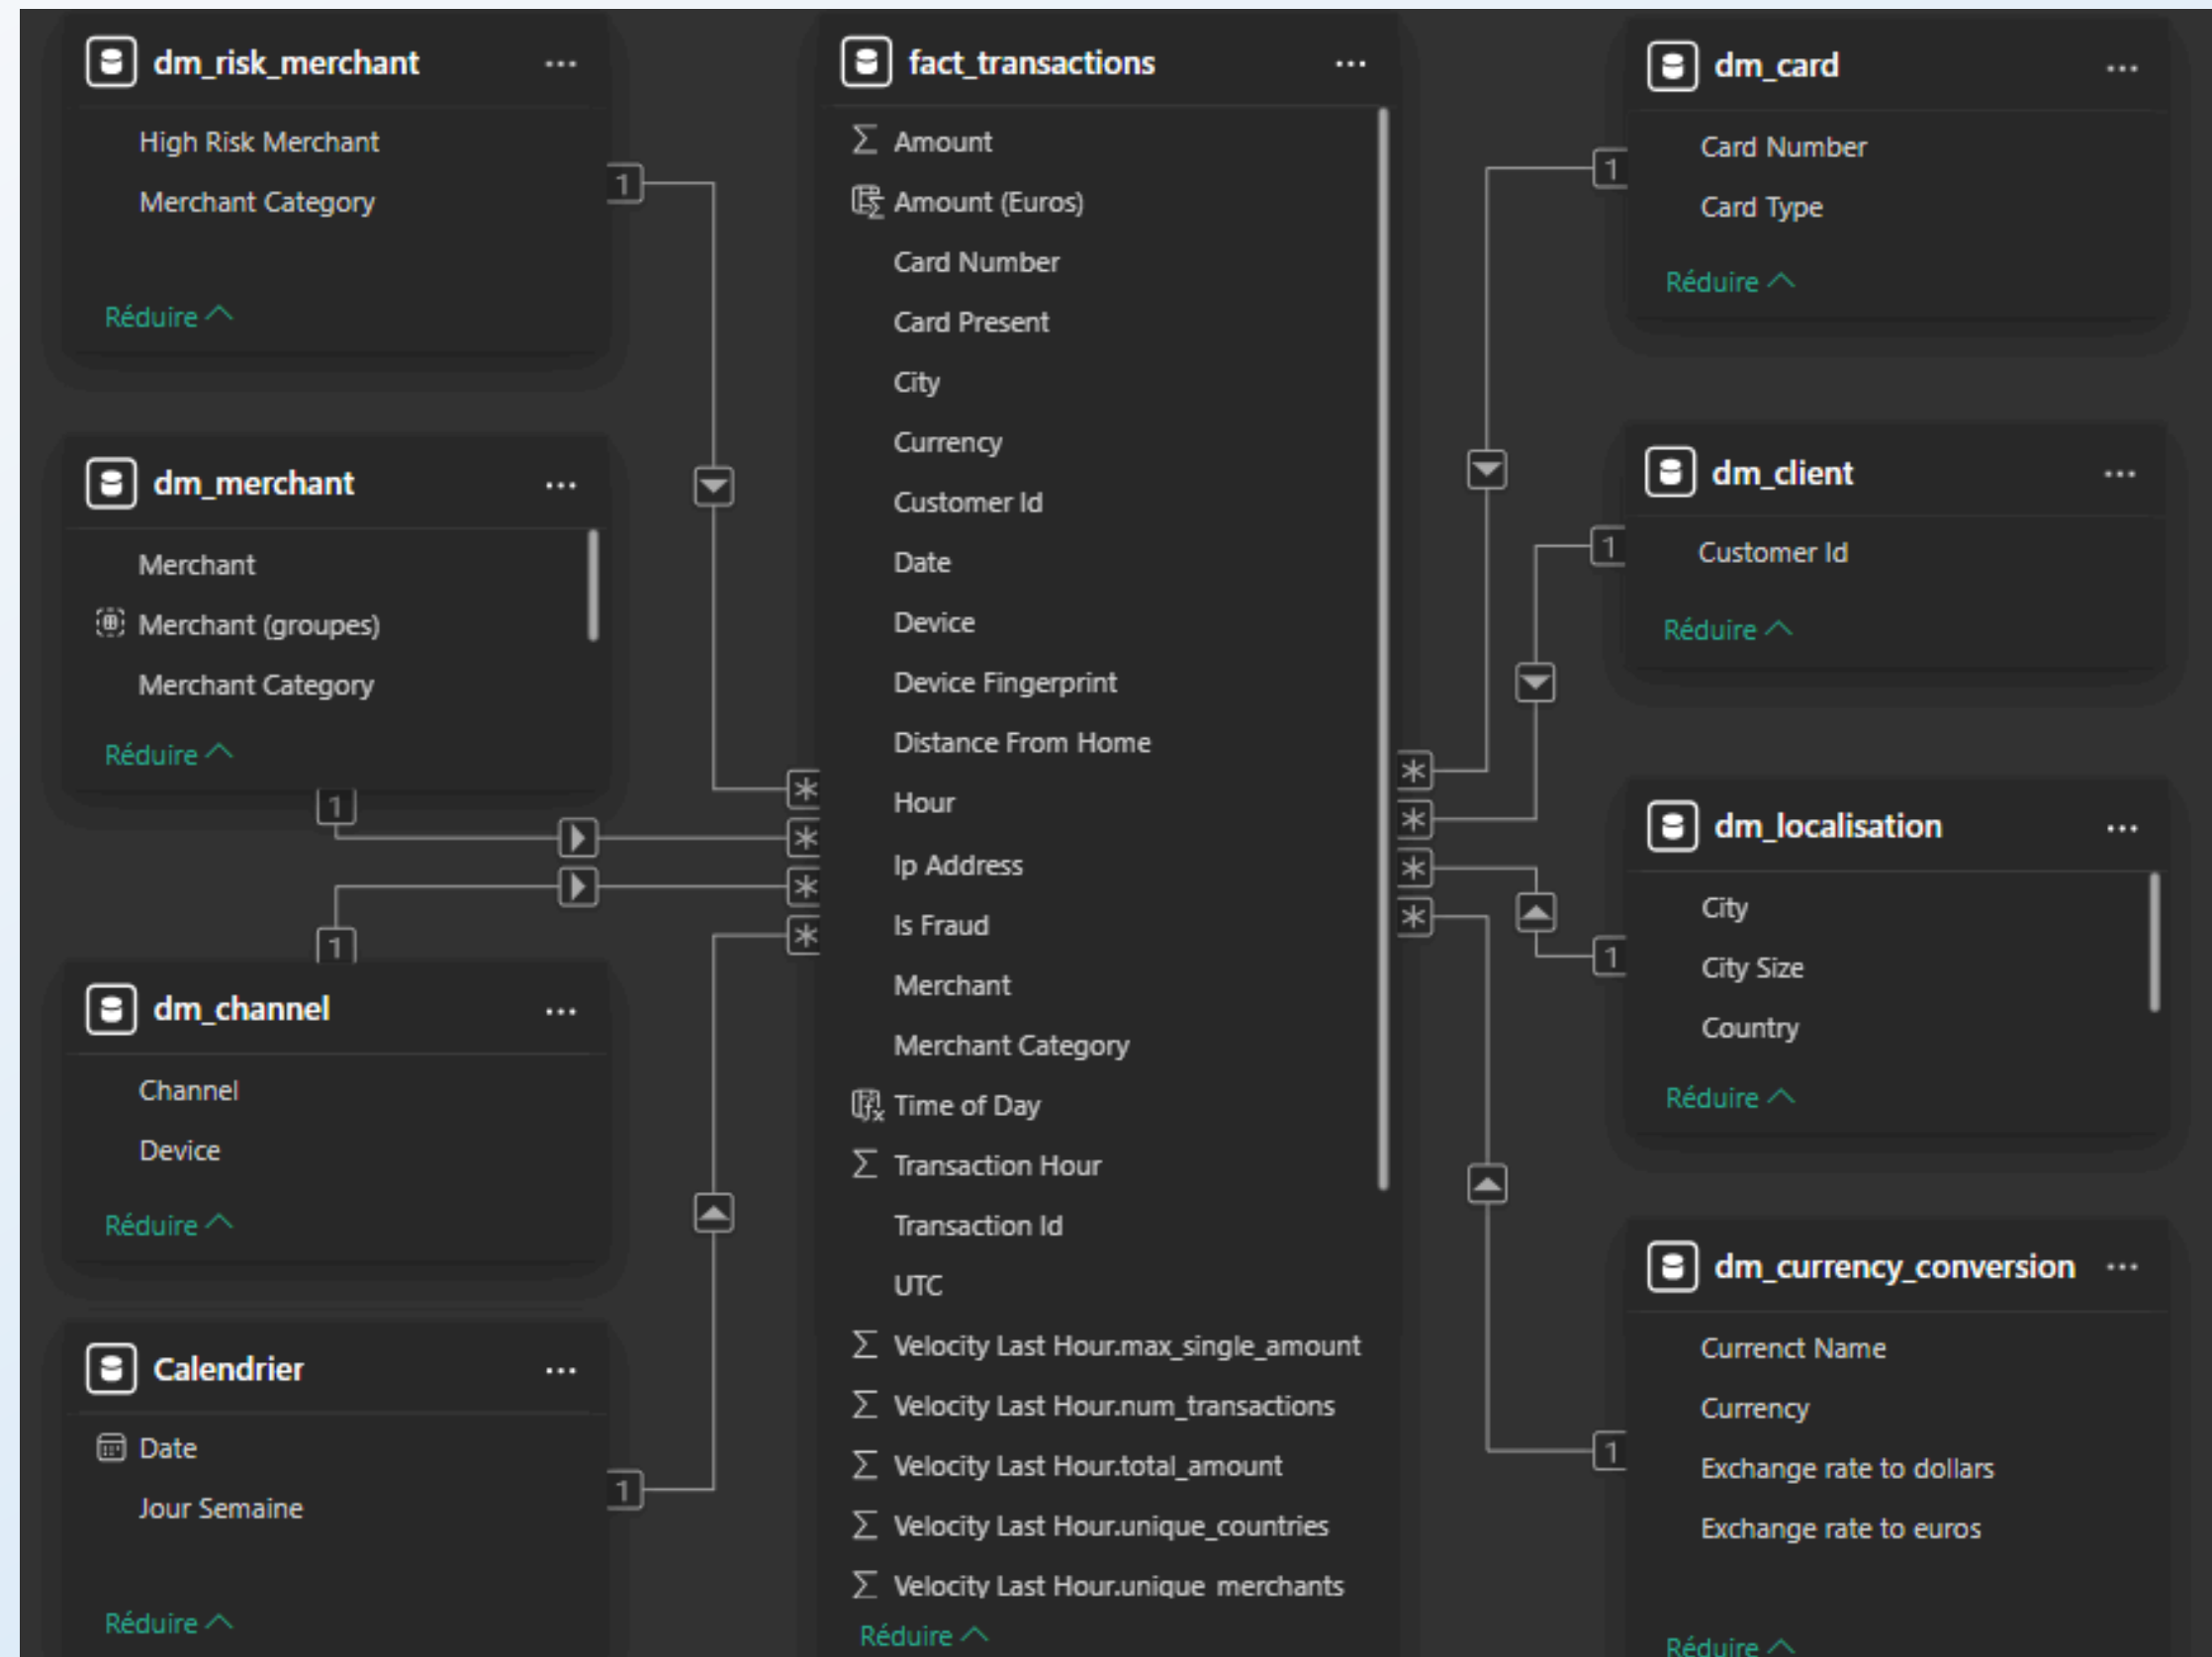 dm_risk_merchant
High Risk Merchant
Merchant Category
Réduire
dm_merchant
Merchant
Merchant (groupes)
Merchant Category
Réduire
1
1
1
dm_channel
Channel
Device
Réduire
Calendrier
Date
Jour Semaine
Réduire
1
fact_transactions
Amount
Amount (Euros)
Card Number
Card Present
City
Currency
Customer Id
Date
Device
Device Fingerprint
Distance From Home
Hour
Ip Address
Is Fraud
Merchant
Merchant Category
Time of Day
Transaction Hour
Transaction Id
UTC
Velocity Last Hour.max_single_amount
Velocity Last Hour.num_transactions
Velocity Last Hour.total_amount
Velocity Last Hour.unique_countries
Velocity Last Hour.unique_merchants
Réduire
dm_card
Card Number
Card Type
Réduire
1
dm_client
Customer Id
Réduire
1
dm_localisation
City
City Size
Country
Réduire
1
dm_currency_conversion
Currenct Name
Currency
Exchange rate to dollars
Exchange rate to euros
Réduire
1